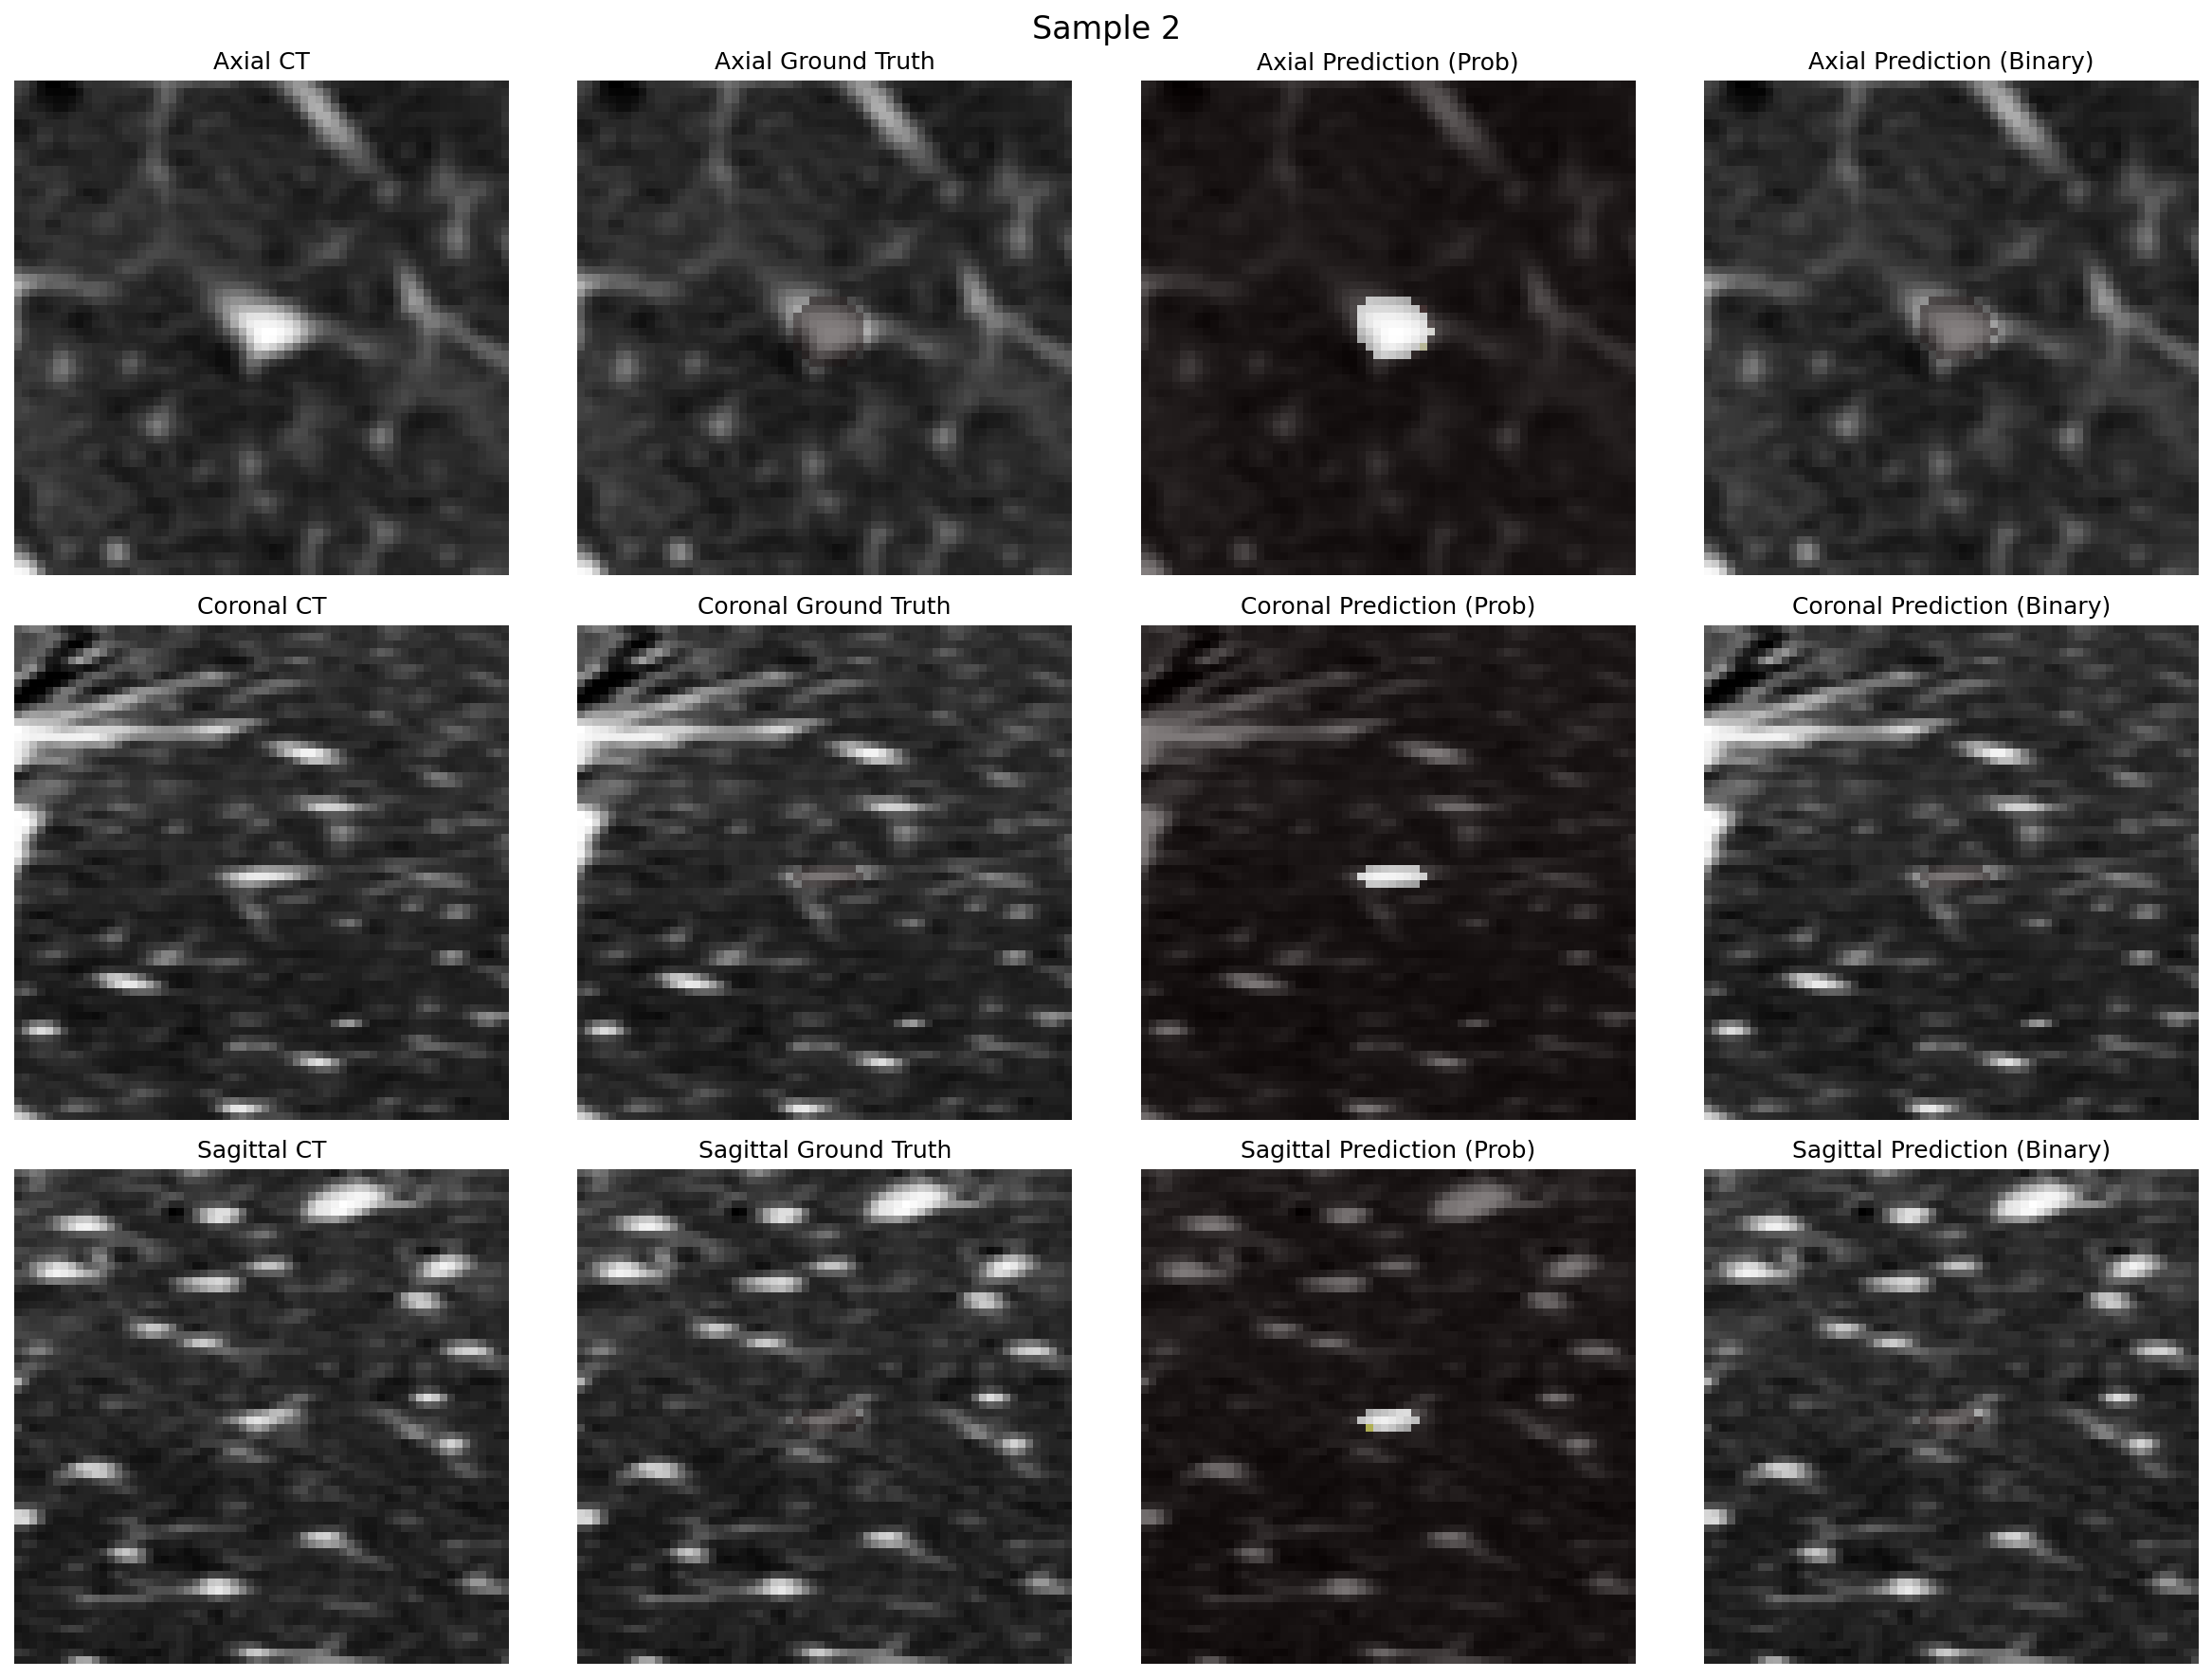 Sample 2
Axial CT
Axial Ground Truth
Axial Prediction (Prob)
Axial Prediction (Binary)
Coronal CT
Coronal Ground Truth
Coronal Prediction (Prob)
Coronal Prediction (Binary)
Sagittal CT
Sagittal Ground Truth
Sagittal Prediction (Prob)
Sagittal Prediction (Binary)